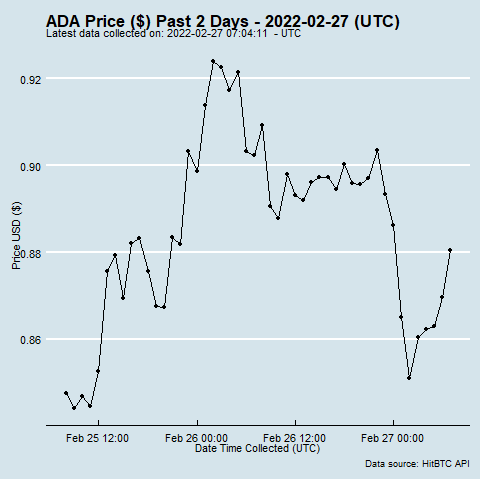 ADA Price ($) Past 2 Days - 2022-02-27 (UTC)
Latest data collected on: 2022-02-27 07:04:11  - UTC
0.92
0.90
0.88
0.86
Price USD ($)
Feb 25 12:00
Feb 26 00:00
Feb 26 12:00
Feb 27 00:00
Date Time Collected (UTC)
Data source: HitBTC API